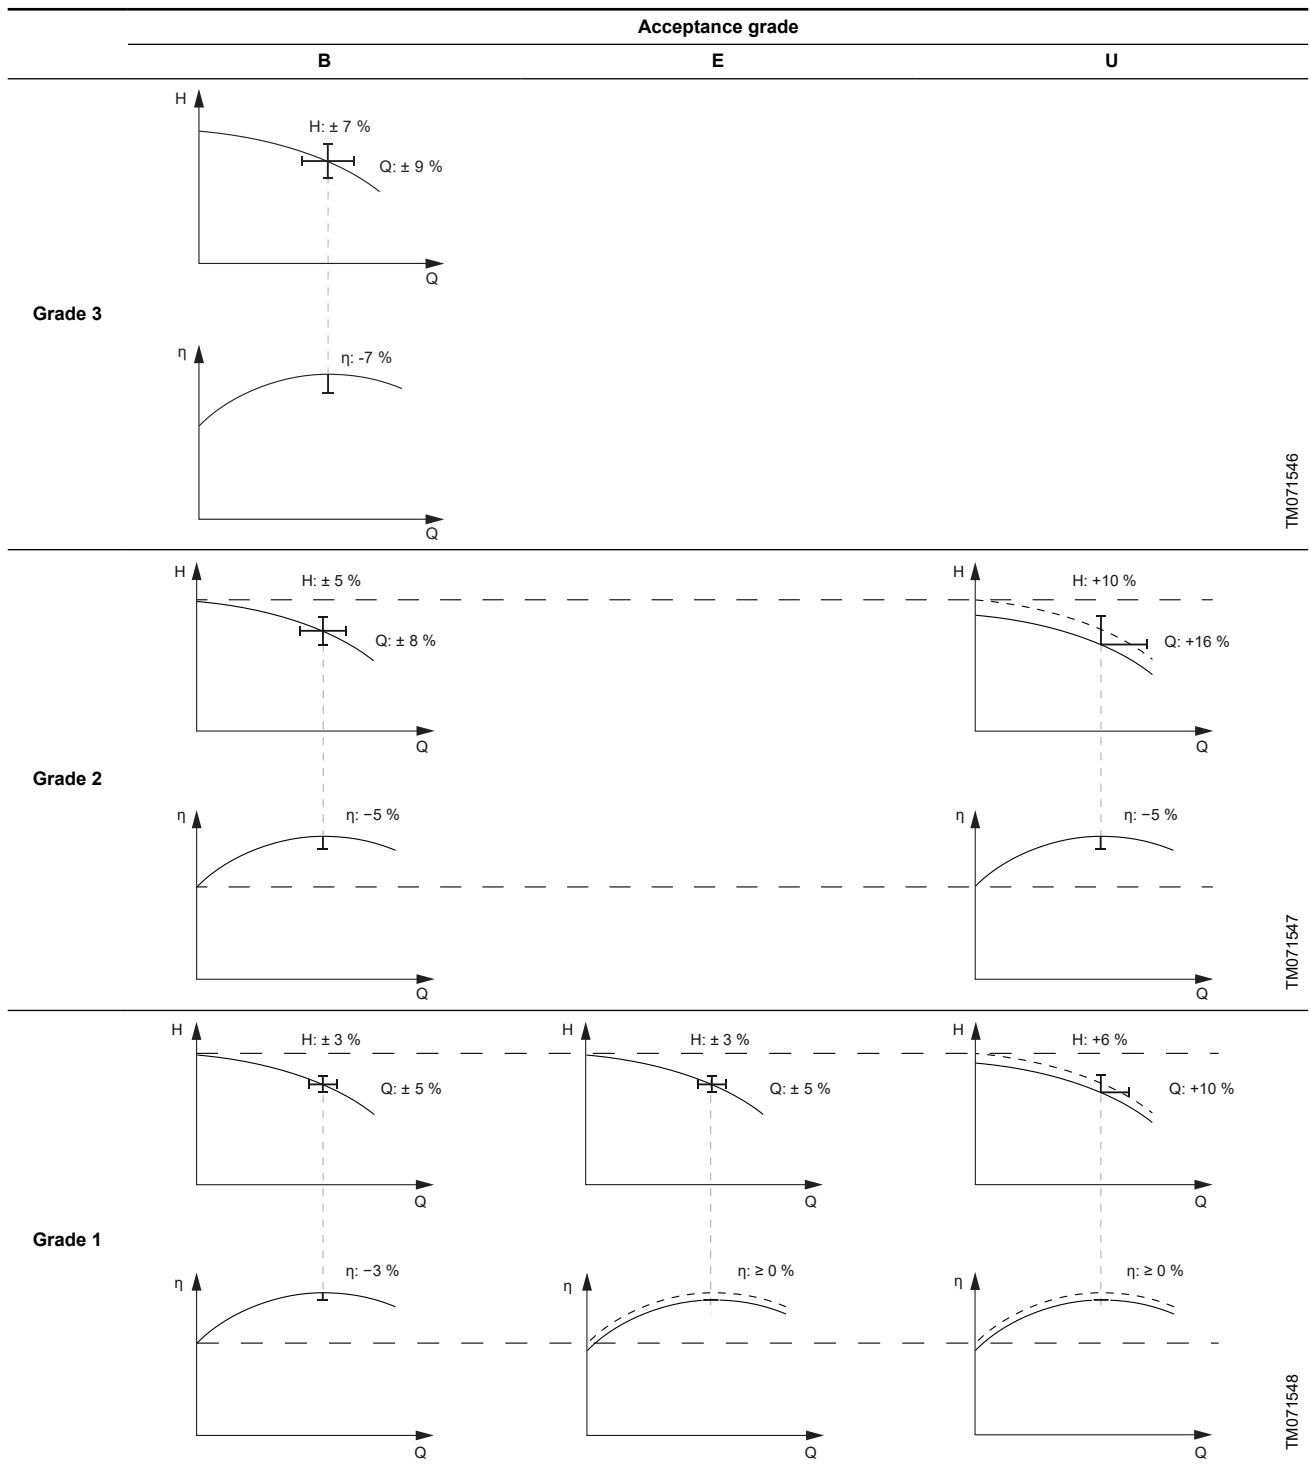 Acceptance grade
B E U
H
H: ± 7 %
Q: ± 9 %
Q
Grade 3
η
η: -7 %
Q
TM071546
H
H: ± 5 %
Q: ± 8 %
Q
H
H: +10 %
Q: +16 %
Q
Grade 2
η
η: −5 %
Q
η
η: −5 %
Q
TM071547
H
H: ± 3 %
Q: ± 5 %
Q
H
H: ± 3 %
Q: ± 5 %
Q
H
H: +6 %
Q: +10 %
Q
Grade 1
η
η: −3 %
Q
η
η: ≥ 0 %
Q
η
η: ≥ 0 %
Q
TM071548